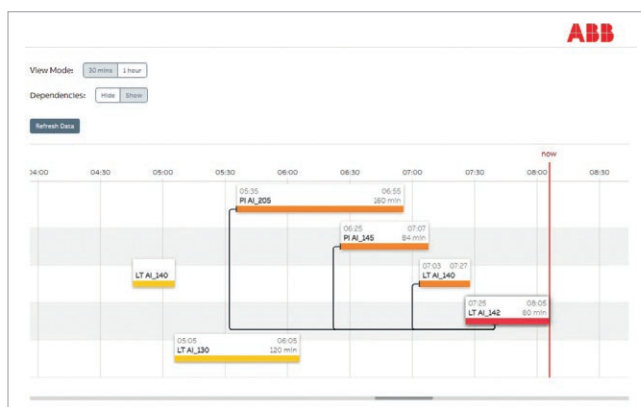 ABB
View Mode: 30 mins 1 hour
Dependencies: Hide Show
Refresh Data
now
04:00 04:30 05:00 05:30 06:00 06:30 07:00 07:30 08:00 08:30
05:35 06:55
PI AI_205 160 min
06:25 07:07
PI AI_145 84 min
07:03 07:27
LT AI_140
LT AI_140
07:25 08:05
LT AI_142 80 min
05:05 06:05
LT AI_130 120 min